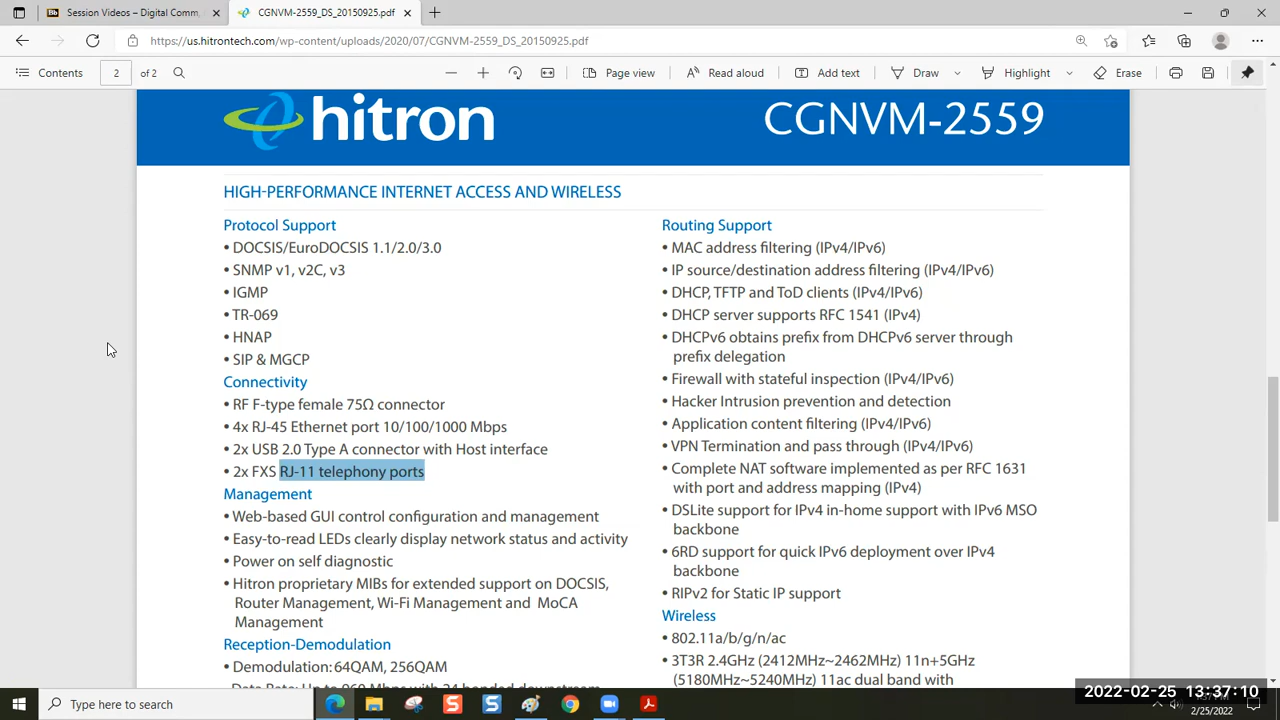 Session Videos – Digital Comm
CGNVM-2559_DS_20150925.pdf
https://us.hitrontech.com/wp-content/uploads/2020/07/CGNVM-2559_DS_20150925.pdf
Contents 2 of 2 Page view Read aloud Add text Draw Highlight Erase
hitron CGNVM-2559
HIGH-PERFORMANCE INTERNET ACCESS AND WIRELESS
Protocol Support
• DOCSIS/EuroDOCSIS 1.1/2.0/3.0
• SNMP v1, v2C, v3
• IGMP
• TR-069
• HNAP
• SIP & MGCP
Connectivity
• RF F-type female 75Ω connector
• 4x RJ-45 Ethernet port 10/100/1000 Mbps
• 2x USB 2.0 Type A connector with Host interface
• 2x FXS RJ-11 telephony ports
Management
• Web-based GUI control configuration and management
• Easy-to-read LEDs clearly display network status and activity
• Power on self diagnostic
• Hitron proprietary MIBs for extended support on DOCSIS,
Router Management, Wi-Fi Management and MoCA
Management
Reception-Demodulation
• Demodulation: 64QAM, 256QAM
Routing Support
• MAC address filtering (IPv4/IPv6)
• IP source/destination address filtering (IPv4/IPv6)
• DHCP, TFTP and ToD clients (IPv4/IPv6)
• DHCP server supports RFC 1541 (IPv4)
• DHCPv6 obtains prefix from DHCPv6 server through
prefix delegation
• Firewall with stateful inspection (IPv4/IPv6)
• Hacker Intrusion prevention and detection
• Application content filtering (IPv4/IPv6)
• VPN Termination and pass through (IPv4/IPv6)
• Complete NAT software implemented as per RFC 1631
with port and address mapping (IPv4)
• DSLite support for IPv4 in-home support with IPv6 MSO
backbone
• 6RD support for quick IPv6 deployment over IPv4
backbone
• RIPv2 for Static IP support
Wireless
• 802.11a/b/g/n/ac
• 3T3R 2.4GHz (2412MHz~2462MHz) 11n+5GHz
(5180MHz~5240MHz) 11ac dual band with
Type here to search
2022-02-25 13:37:10
2/25/2022